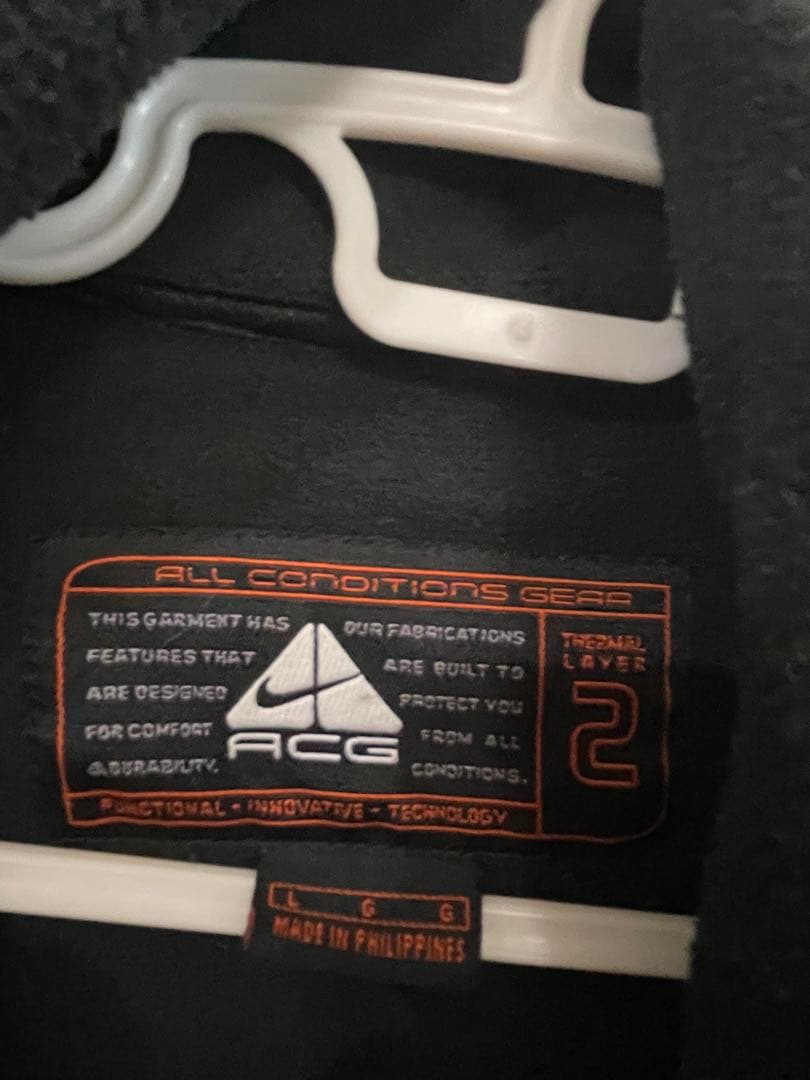 ALL CONDITIONS GEAR
THIS GARMENT HAS
FEATURES THAT
ARE DESIGNED
FOR COMFORT
& DURABILITY.
ACG
OUR FABRICATIONS
ARE BUILT TO
PROTECT YOU
FROM ALL
CONDITIONS.
THERMAL
LAYER
2
FUNCTIONAL - INNOVATIVE - TECHNOLOGY
L G G
MADE IN PHILIPPINES